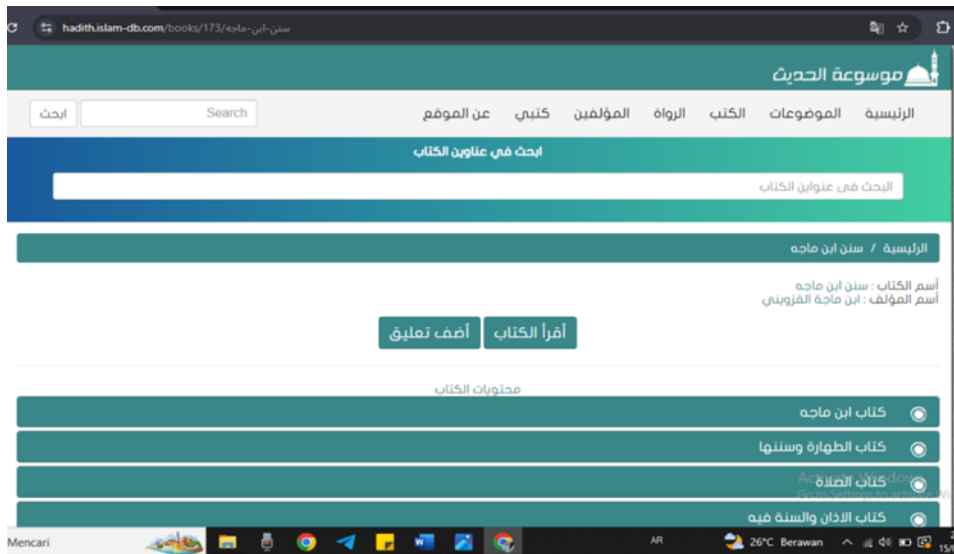 hadith.islam-db.com/books/173/سنن-ابن-ماجه
موسوعة الحديث
الرئيسية الموضوعات الكتب الرواة المؤلفين كتبي عن الموقع Search ابحث
ابحث في عناوين الكتاب
البحث في عنواين الكتاب
الرئيسية / سنن ابن ماجه
أسم الكتاب : سنن ابن ماجه
أسم المؤلف : ابن ماجة القزويني
أقرأ الكتاب أضف تعليق
محتويات الكتاب
كتاب ابن ماجه
كتاب الطهارة وسننها
كتاب الصلاة
Activate Windows
Go to Settings to activate
كتاب الاذان والسنة فيه
Mencari AR 26°C Berawan